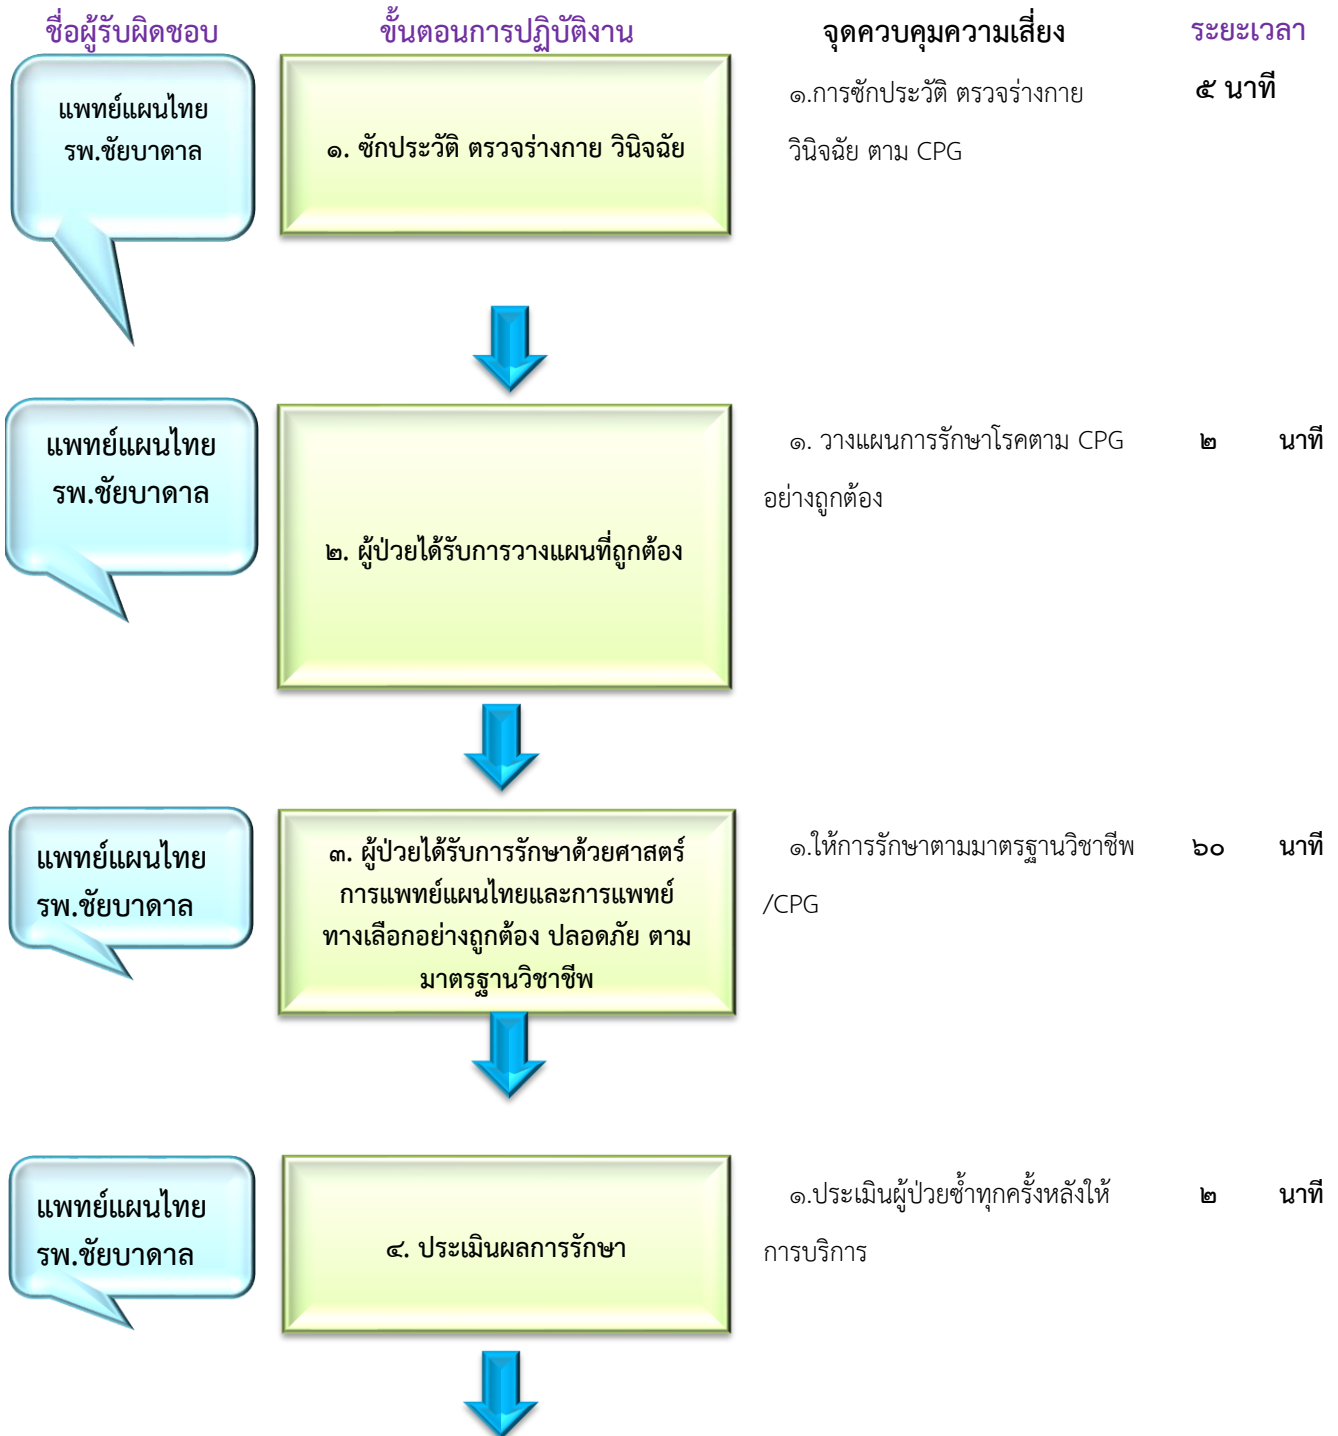 ชื่อผู้รับผิดชอบ ขั้นตอนการปฏิบัติงาน จุดควบคุมความเสี่ยง ระยะเวลา
แพทย์แผนไทย
รพ.ชัยบาดาล
๑. ซักประวัติ ตรวจร่างกาย วินิจฉัย
๑.การซักประวัติ ตรวจร่างกาย
วินิจฉัย ตาม CPG
๕ นาที
แพทย์แผนไทย
รพ.ชัยบาดาล
๒. ผู้ป่วยได้รับการวางแผนที่ถูกต้อง
๑. วางแผนการรักษาโรคตาม CPG
อย่างถูกต้อง
๒ นาที
แพทย์แผนไทย
รพ.ชัยบาดาล
๓. ผู้ป่วยได้รับการรักษาด้วยศาสตร์
การแพทย์แผนไทยและการแพทย์
ทางเลือกอย่างถูกต้อง ปลอดภัย ตาม
มาตรฐานวิชาชีพ
๑.ให้การรักษาตามมาตรฐานวิชาชีพ
/CPG
๖๐ นาที
แพทย์แผนไทย
รพ.ชัยบาดาล
๔. ประเมินผลการรักษา
๑.ประเมินผู้ป่วยซ้ำทุกครั้งหลังให้
การบริการ
๒ นาที